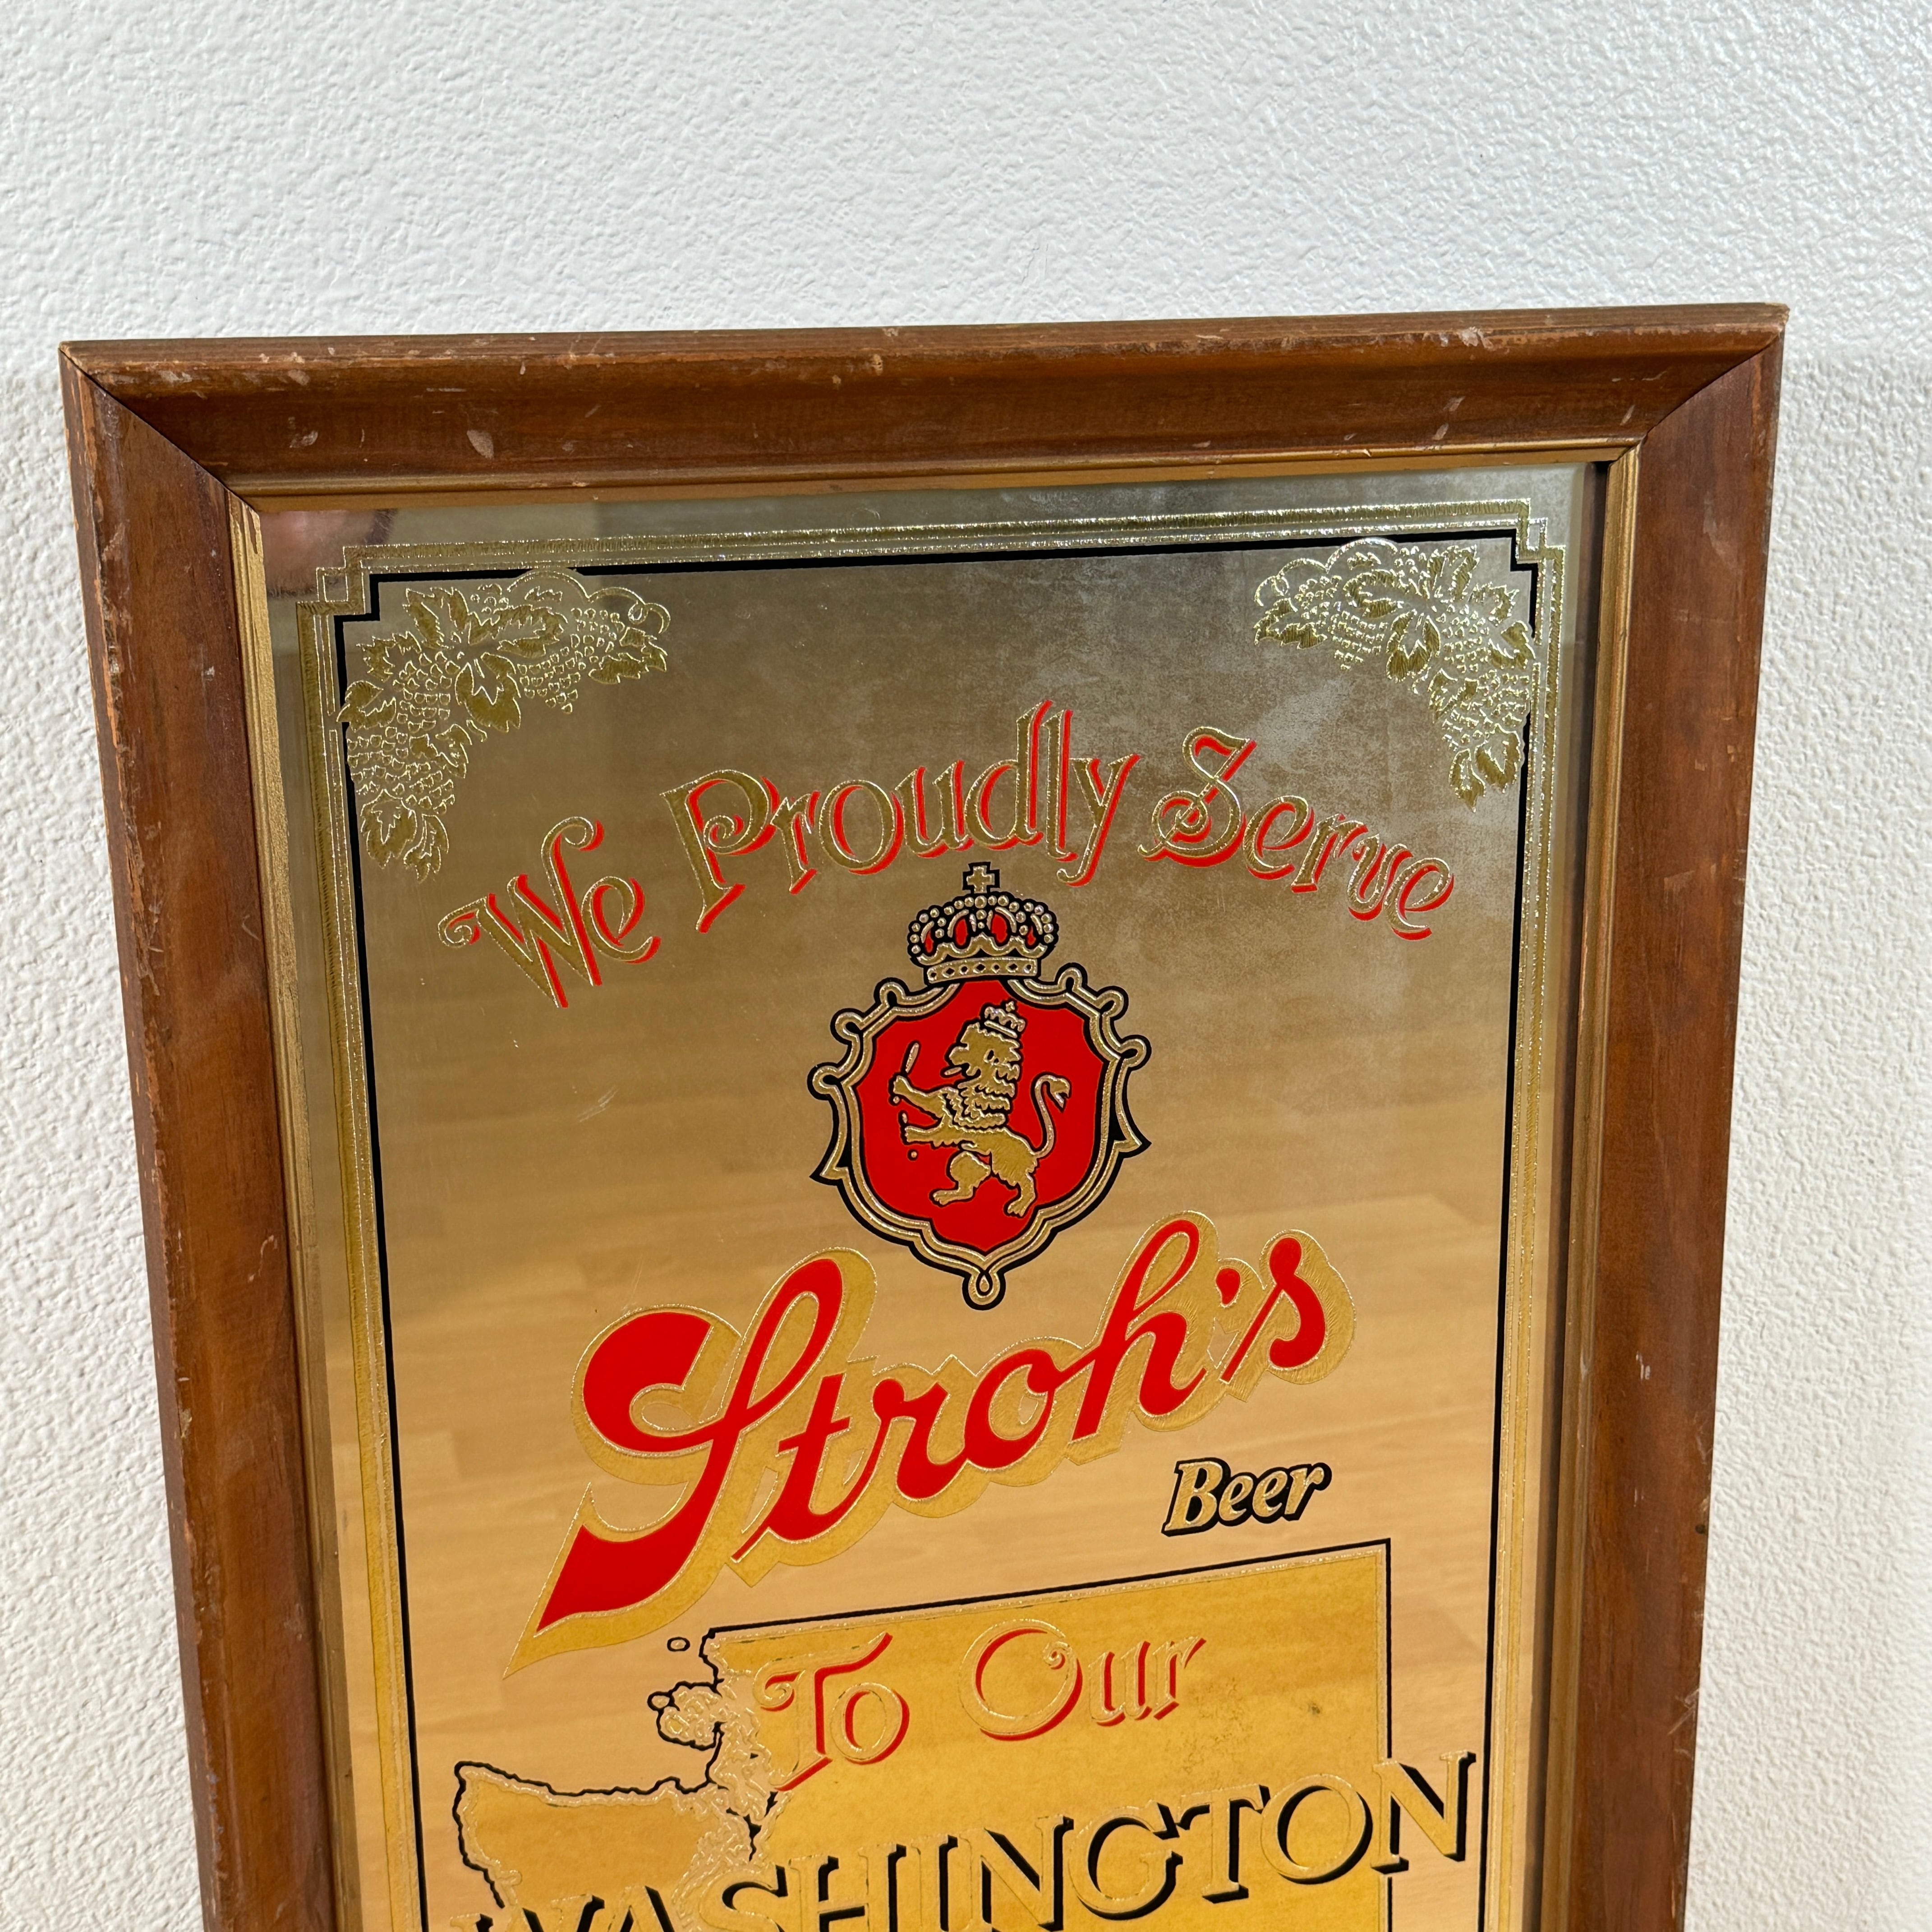 We Proudly Serve
Stroh's
Beer
To Our
WASHINGTON